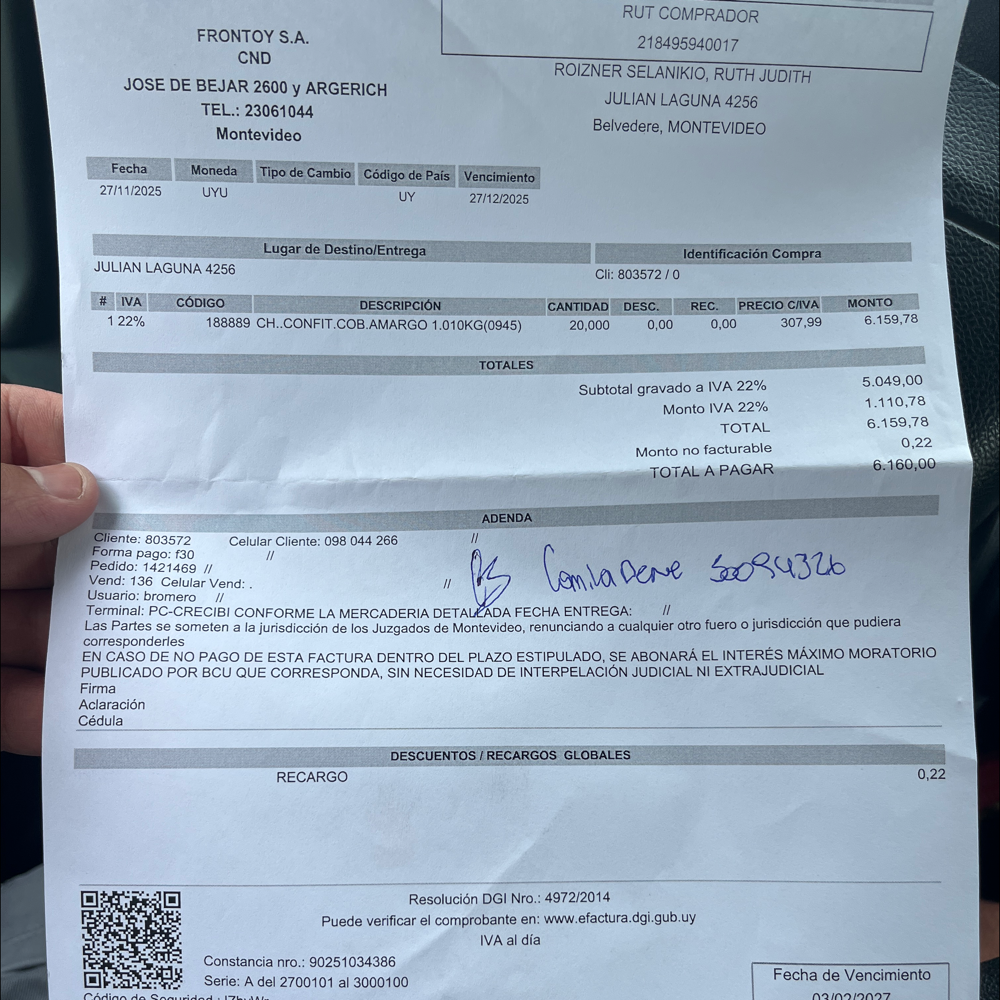 FRONTOY S.A.
CND
JOSE DE BEJAR 2600 y ARGERICH
TEL.: 23061044
Montevideo
RUT COMPRADOR
218495940017
ROIZNER SELANIKIO, RUTH JUDITH
JULIAN LAGUNA 4256
Belvedere, MONTEVIDEO
Fecha Moneda Tipo de Cambio Código de País Vencimiento
27/11/2025 UYU UY 27/12/2025
Lugar de Destino/Entrega Identificación Compra
JULIAN LAGUNA 4256 Cli: 803572 / 0
# IVA CÓDIGO DESCRIPCIÓN CANTIDAD DESC. REC. PRECIO C/IVA MONTO
1 22% 188889 CH..CONFIT.COB.AMARGO 1.010KG(0945) 20,000 0,00 0,00 307,99 6.159,78
TOTALES
Subtotal gravado a IVA 22% 5.049,00
Monto IVA 22% 1.110,78
TOTAL 6.159,78
Monto no facturable 0,22
TOTAL A PAGAR 6.160,00
ADENDA
Cliente: 803572 Celular Cliente: 098 044 266 //
Forma pago: f30 //
Pedido: 1421469 //
Vend: 136 Celular Vend: . //
Usuario: bromero //
Camila 50094326
Terminal: PC-CRECIBI CONFORME LA MERCADERIA DETALLADA FECHA ENTREGA: //
Las Partes se someten a la jurisdicción de los Juzgados de Montevideo, renunciando a cualquier otro fuero o jurisdicción que pudiera
corresponderles
EN CASO DE NO PAGO DE ESTA FACTURA DENTRO DEL PLAZO ESTIPULADO, SE ABONARÁ EL INTERÉS MÁXIMO MORATORIO
PUBLICADO POR BCU QUE CORRESPONDA, SIN NECESIDAD DE INTERPELACIÓN JUDICIAL NI EXTRAJUDICIAL
Firma
Aclaración
Cédula
DESCUENTOS / RECARGOS GLOBALES
RECARGO 0,22
Resolución DGI Nro.: 4972/2014
Puede verificar el comprobante en: www.efactura.dgi.gub.uy
IVA al día
Constancia nro.: 90251034386
Serie: A del 2700101 al 3000100
Código de Seguridad
Fecha de Vencimiento
03/02/2027